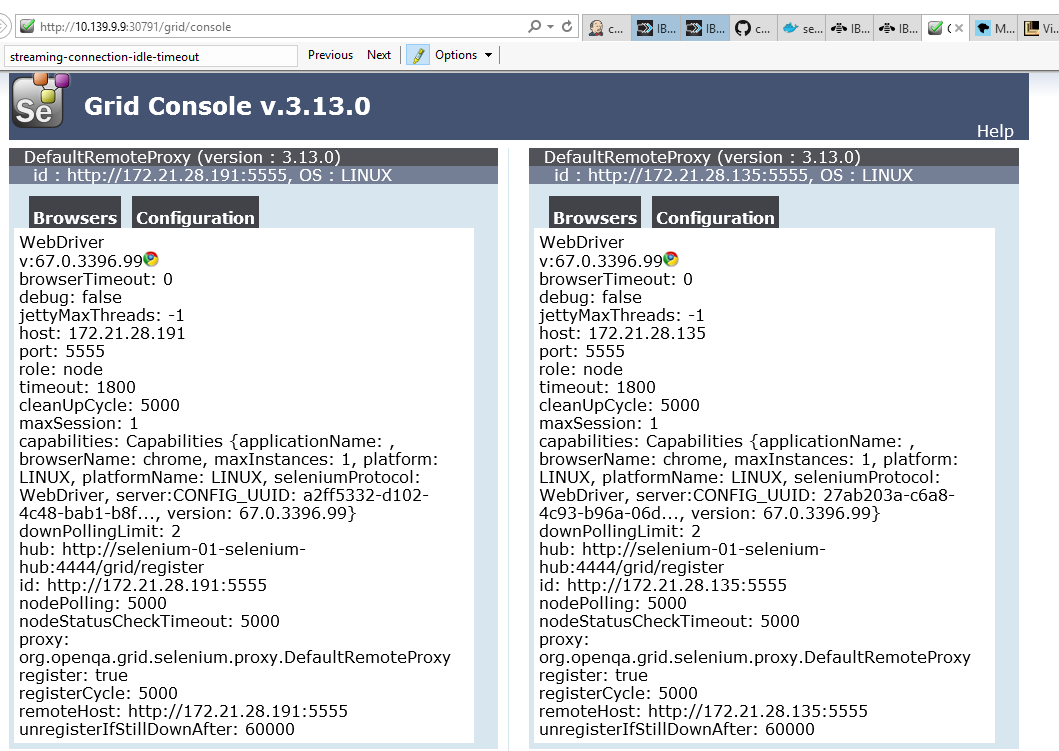 http://10.139.9.9:30791/grid/console
c...
IB...
IB...
c...
se...
IB...
IB...
(
M...
Vi...
streaming-connection-idle-timeout
Previous
Next
Options
Se
Grid Console v.3.13.0
Help
DefaultRemoteProxy (version : 3.13.0)
id : http://172.21.28.191:5555, OS : LINUX
Browsers
Configuration
WebDriver
v:67.0.3396.99
browserTimeout: 0
debug: false
jettyMaxThreads: -1
host: 172.21.28.191
port: 5555
role: node
timeout: 1800
cleanUpCycle: 5000
maxSession: 1
capabilities: Capabilities {applicationName: ,
browserName: chrome, maxInstances: 1, platform:
LINUX, platformName: LINUX, seleniumProtocol:
WebDriver, server:CONFIG_UUID: a2ff5332-d102-
4c48-bab1-b8f..., version: 67.0.3396.99}
downPollingLimit: 2
hub: http://selenium-01-selenium-
hub:4444/grid/register
id: http://172.21.28.191:5555
nodePolling: 5000
nodeStatusCheckTimeout: 5000
proxy:
org.openqa.grid.selenium.proxy.DefaultRemoteProxy
register: true
registerCycle: 5000
remoteHost: http://172.21.28.191:5555
unregisterIfStillDownAfter: 60000
DefaultRemoteProxy (version : 3.13.0)
id : http://172.21.28.135:5555, OS : LINUX
Browsers
Configuration
WebDriver
v:67.0.3396.99
browserTimeout: 0
debug: false
jettyMaxThreads: -1
host: 172.21.28.135
port: 5555
role: node
timeout: 1800
cleanUpCycle: 5000
maxSession: 1
capabilities: Capabilities {applicationName: ,
browserName: chrome, maxInstances: 1, platform:
LINUX, platformName: LINUX, seleniumProtocol:
WebDriver, server:CONFIG_UUID: 27ab203a-c6a8-
4c93-b96a-06d..., version: 67.0.3396.99}
downPollingLimit: 2
hub: http://selenium-01-selenium-
hub:4444/grid/register
id: http://172.21.28.135:5555
nodePolling: 5000
nodeStatusCheckTimeout: 5000
proxy:
org.openqa.grid.selenium.proxy.DefaultRemoteProxy
register: true
registerCycle: 5000
remoteHost: http://172.21.28.135:5555
unregisterIfStillDownAfter: 60000